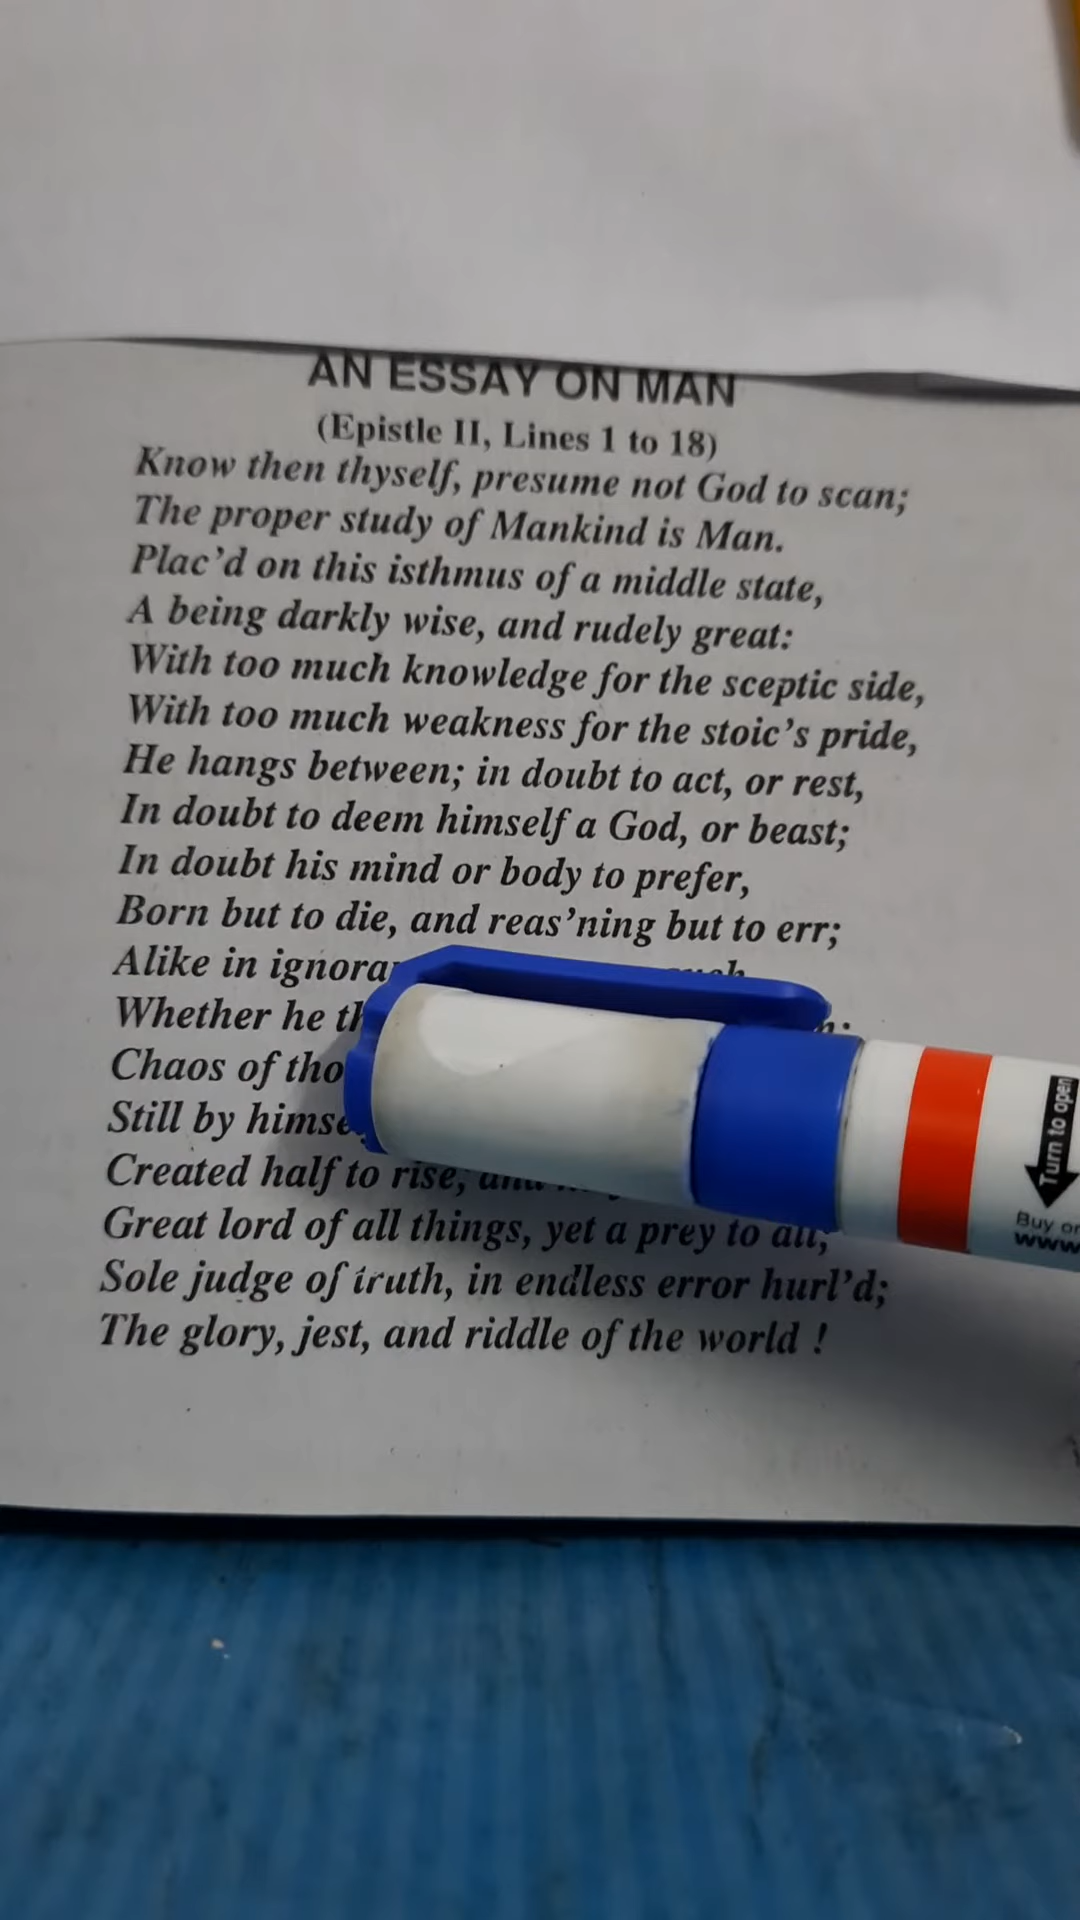 AN ESSAY ON MAN
(Epistle II, Lines 1 to 18)
Know then thyself, presume not God to scan;
The proper study of Mankind is Man.
Plac'd on this isthmus of a middle state,
A being darkly wise, and rudely great:
With too much knowledge for the sceptic side,
With too much weakness for the stoic's pride,
He hangs between; in doubt to act, or rest,
In doubt to deem himself a God, or beast;
In doubt his mind or body to prefer,
Born but to die, and reas'ning but to err;
Alike in
Whether he
Chaos of
Still by
Created half to rise,
Great lord of all things, yet a prey to all,
Sole judge of truth, in endless error hurl'd;
The glory, jest, and riddle of the world !
Turn to open
Buy
www